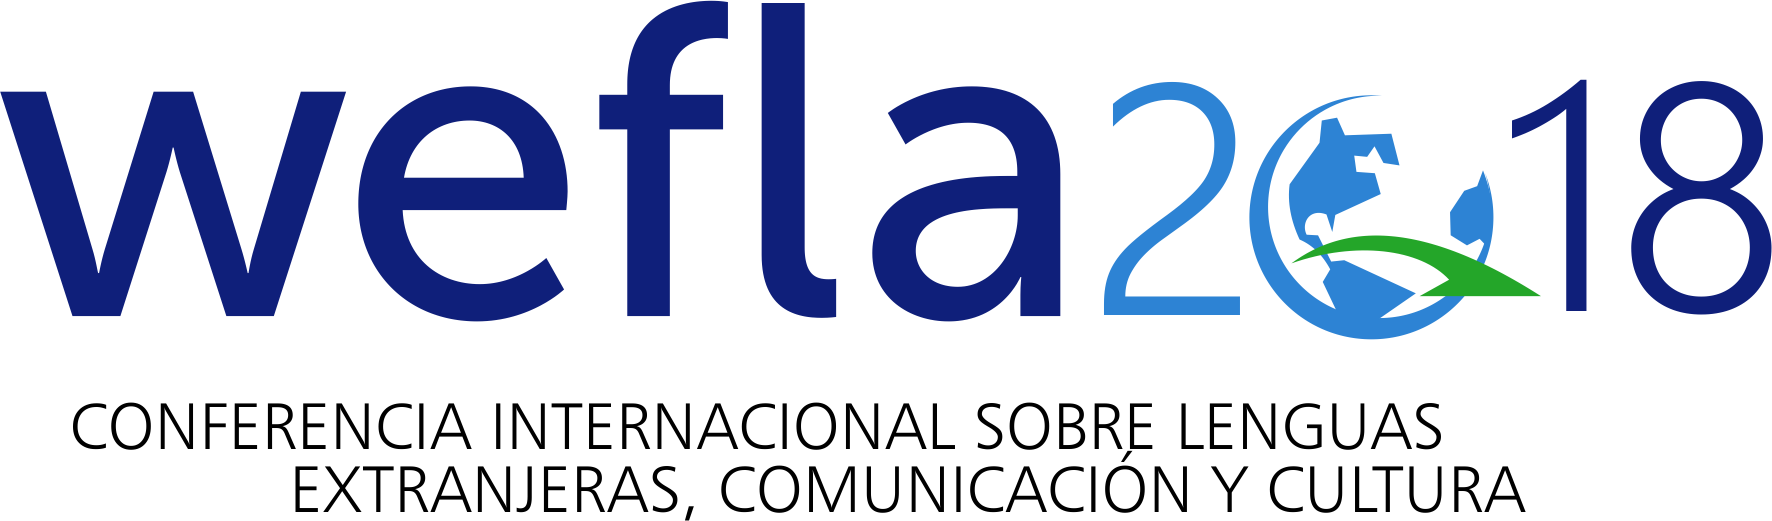 wefla2018
CONFERENCIA INTERNACIONAL SOBRE LENGUAS
EXTRANJERAS, COMUNICACIÓN Y CULTURA